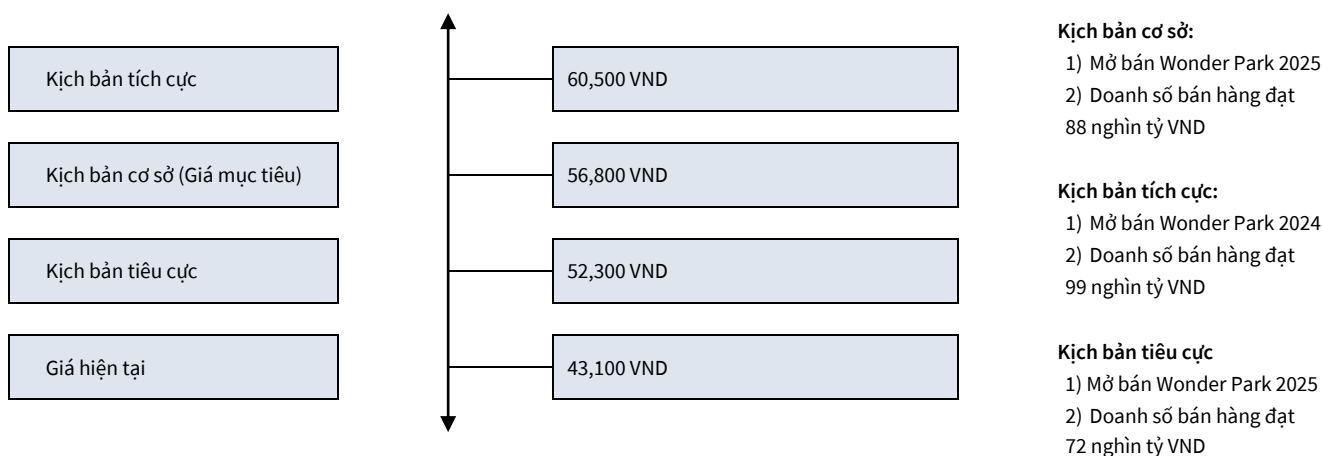 Kịch bản tích cực
60,500 VND
Kịch bản cơ sở (Giá mục tiêu)
56,800 VND
Kịch bản tiêu cực
52,300 VND
Giá hiện tại
43,100 VND
Kịch bản cơ sở:
1) Mở bán Wonder Park 2025
2) Doanh số bán hàng đạt
88 nghìn tỷ VND
Kịch bản tích cực:
1) Mở bán Wonder Park 2024
2) Doanh số bán hàng đạt
99 nghìn tỷ VND
Kịch bản tiêu cực
1) Mở bán Wonder Park 2025
2) Doanh số bán hàng đạt
72 nghìn tỷ VND